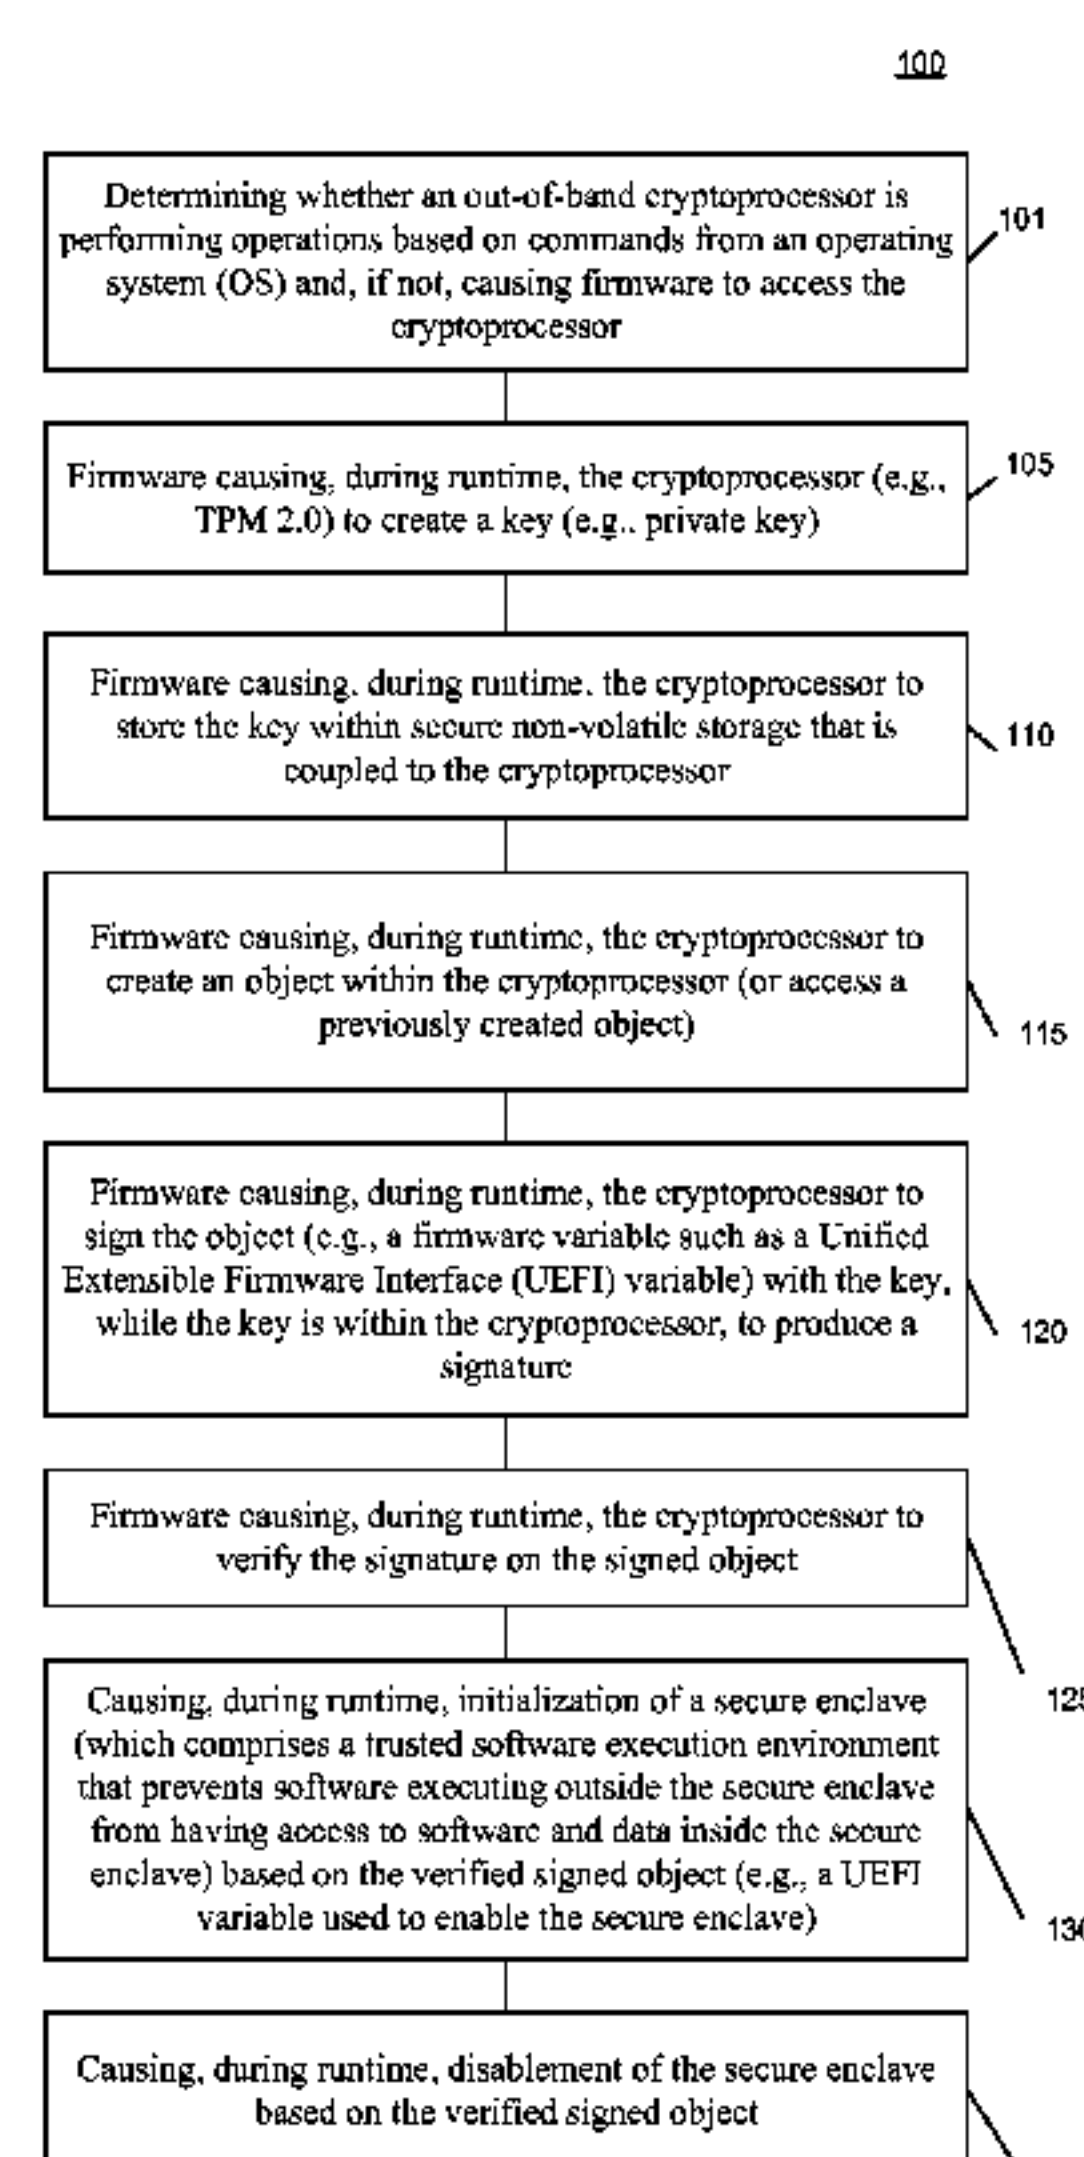 100
Determining whether an out-of-band cryptoprocessor is
performing operations based on commands from an operating
system (OS) and, if not, causing firmware to access the
cryptoprocessor
101
Firmware causing, during runtime, the cryptoprocessor (e.g.,
TPM 2.0) to create a key (e.g., private key)
105
Firmware causing, during runtime, the cryptoprocessor to
store the key within secure non-volatile storage that is
coupled to the cryptoprocessor
110
Firmware causing, during runtime, the cryptoprocessor to
create an object within the cryptoprocessor (or access a
previously created object)
115
Firmware causing, during runtime, the cryptoprocessor to
sign the object (e.g., a firmware variable such as a Unified
Extensible Firmware Interface (UEFI) variable) with the key,
while the key is within the cryptoprocessor, to produce a
signature
120
Firmware causing, during runtime, the cryptoprocessor to
verify the signature on the signed object
125
Causing, during runtime, initialization of a secure enclave
(which comprises a trusted software execution environment
that prevents software executing outside the secure enclave
from having access to software and data inside the secure
enclave) based on the verified signed object (e.g., a UEFI
variable used to enable the secure enclave)
130
Causing, during runtime, disablement of the secure enclave
based on the verified signed object